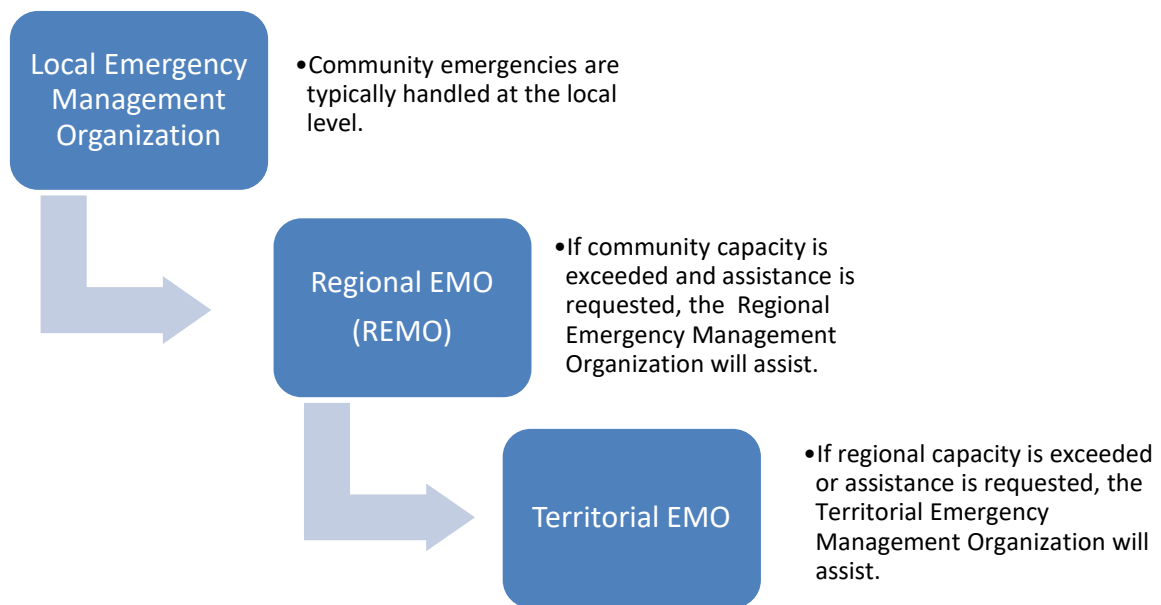 Local Emergency
Management
Organization
•Community emergencies are
typically handled at the local
level.
Regional EMO
(REMO)
•If community capacity is
exceeded and assistance is
requested, the Regional
Emergency Management
Organization will assist.
Territorial EMO
•If regional capacity is exceeded
or assistance is requested, the
Territorial Emergency
Management Organization will
assist.